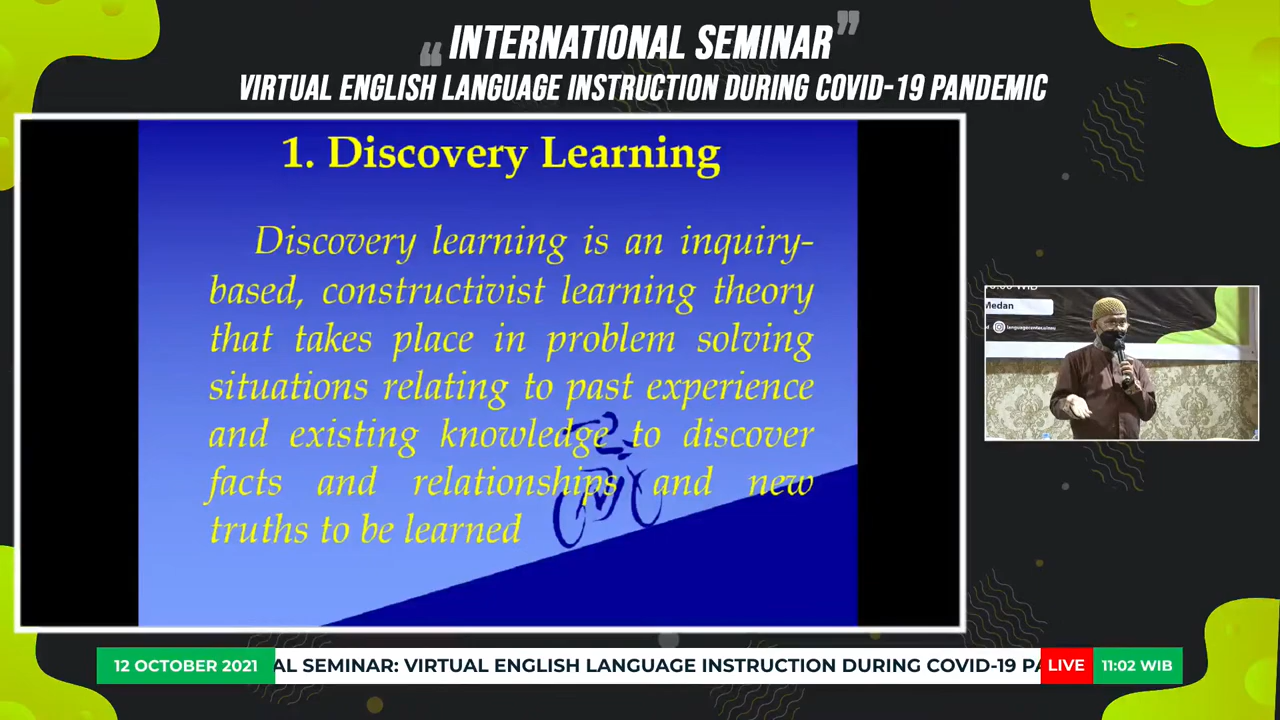 “ INTERNATIONAL SEMINAR ”
VIRTUAL ENGLISH LANGUAGE INSTRUCTION DURING COVID-19 PANDEMIC
1. Discovery Learning
Discovery learning is an inquiry-
based, constructivist learning theory
that takes place in problem solving
situations relating to past experience
and existing knowledge to discover
facts and relationships and new
truths to be learned
WIB
Medan
12 OCTOBER 2021
AL SEMINAR: VIRTUAL ENGLISH LANGUAGE INSTRUCTION DURING COVID-19 PA
LIVE
11:02 WIB